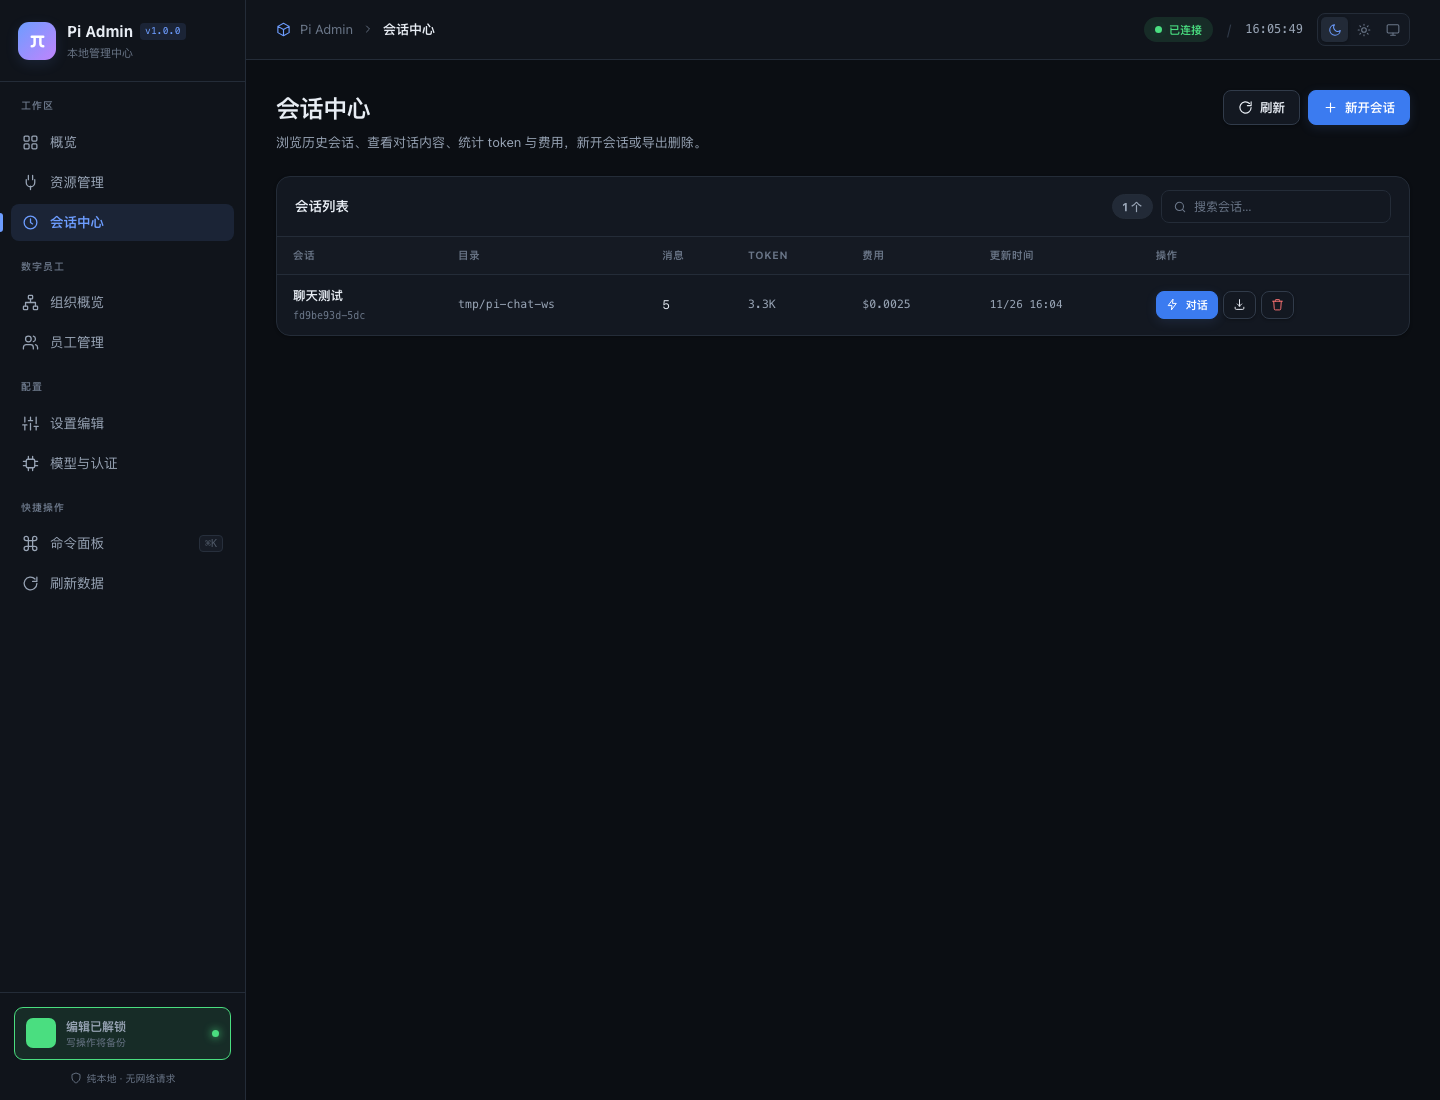 π
Pi Admin v1.0.0
本地管理中心
工作区
概览
资源管理
会话中心
数字员工
组织概览
员工管理
配置
设置编辑
模型与认证
快捷操作
命令面板 ⌘K
刷新数据
编辑已解锁
写操作将备份
纯本地 · 无网络请求
Pi Admin > 会话中心
已连接 / 16:05:49
会话中心
刷新 + 新开会话
浏览历史会话、查看对话内容、统计 token 与费用，新开会话或导出删除。
会话列表 1 个 搜索会话...
会话 目录 消息 TOKEN 费用 更新时间 操作
聊天测试 tmp/pi-chat-ws 5 3.3K $0.0025 11/26 16:04 对话
fd9be93d-5dc